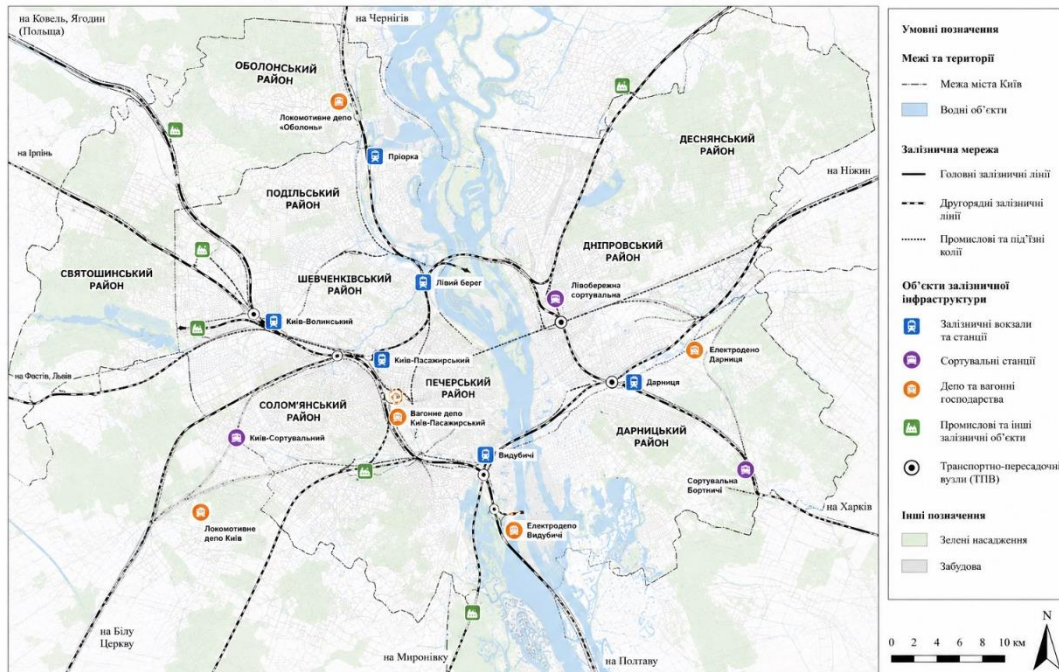 на Ковель, Ягодин
(Польща)
на Чернігів
ОБОЛОНСЬКИЙ
РАЙОН
Локомотивне депо
«Оболонь»
ДЕСНЯНСЬКИЙ
РАЙОН
на Ірпінь
Пріорка
на Ніжин
ПОДІЛЬСЬКИЙ
РАЙОН
ДНІПРОВСЬКИЙ
РАЙОН
СВЯТОШИНСЬКИЙ
РАЙОН
ШЕВЧЕНКІВСЬКИЙ
РАЙОН
Лівий берег
Лівобережна
сортувальна
Київ-Волинський
Електродено
Дарниця
Київ-Пасажирський
на Фастів, Львів
ПЕЧЕРСЬКИЙ
РАЙОН
Дарниця
СОЛОМ'ЯНСЬКИЙ
РАЙОН
Вагонне депо
Київ-Пасажирський
ДАРНИЦЬКИЙ
РАЙОН
Київ-Сортувальний
Видубичі
Сортувальна
Бортничі
на Харків
Локомотивне
депо Київ
Електродепо
Видубичі
на Білу
Церкву
на Миронівку
на Полтаву
Умовні позначення
Межі та території
Межа міста Київ
Водні об'єкти
Залізнична мережа
Головні залізничні лінії
Другорядні залізничні
лінії
Промислові та під'їзні
колії
Об'єкти залізничної
інфраструктури
Залізничні вокзали
та станції
Сортувальні станції
Депо та вагонні
господарства
Промислові та інші
залізничні об'єкти
Транспортно-пересадочні
вузли (ТПВ)
Інші позначення
Зелені насадження
Забудова
N
0 2 4 6 8 10 км